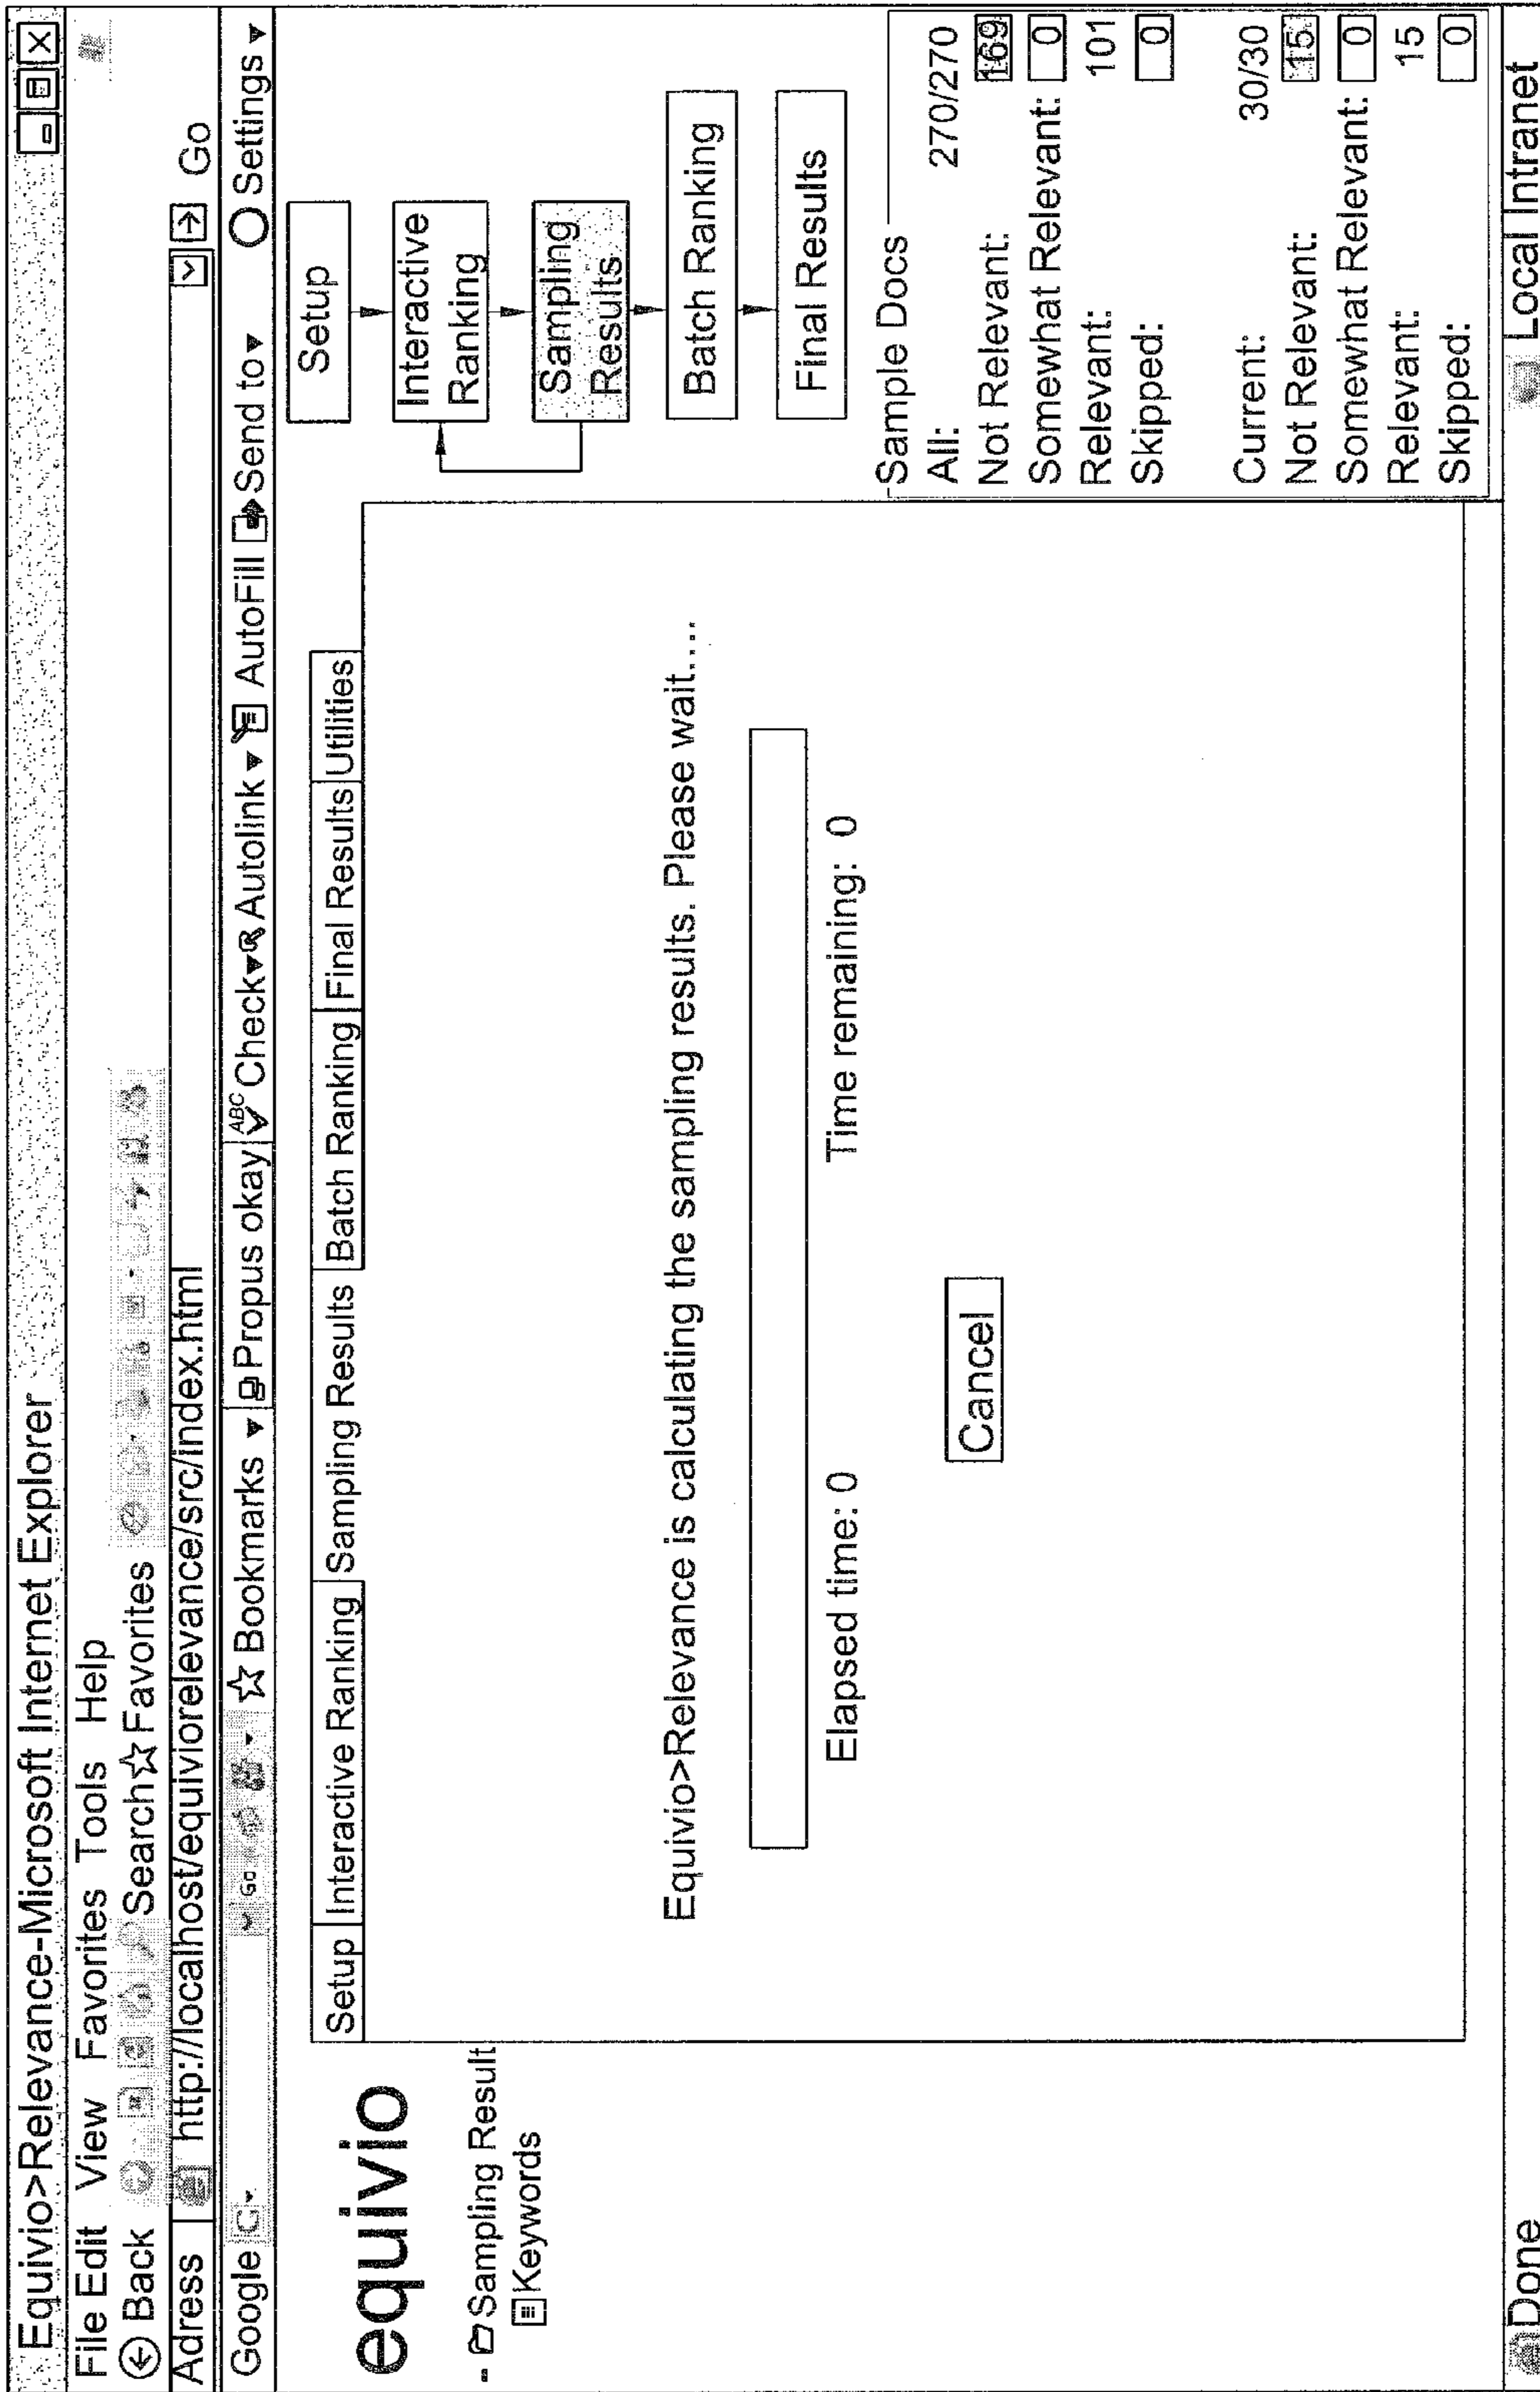 Equivio>Relevance-Microsoft Internet Explorer
File Edit View Favorites Tools Help
Back Search Favorites
Adress http://localhost/equiviorelevance/src/index.html Go
Google G Go Bookmarks Propus okay ABC Check Autolink AutoFill Send to Settings
equivio
- Sampling Result
Keywords
Setup Interactive Ranking Sampling Results Batch Ranking Final Results Utilities
Equivio>Relevance is calculating the sampling results. Please wait....
Elapsed time: 0 Time remaining: 0
Cancel
Setup
Interactive
Ranking
Sampling
Results
Batch Ranking
Final Results
Sample Docs
All: 270/270
Not Relevant: 169
Somewhat Relevant: 0
Relevant: 101
Skipped: 0
Current: 30/30
Not Relevant: 15
Somewhat Relevant: 0
Relevant: 15
Skipped: 0
Done Local Intranet